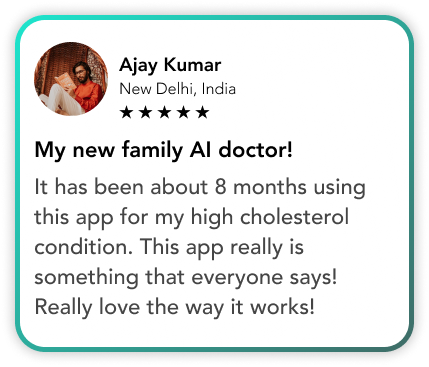 Ajay Kumar
New Delhi, India
★★★★★
My new family AI doctor!
It has been about 8 months using
this app for my high cholesterol
condition. This app really is
something that everyone says!
Really love the way it works!